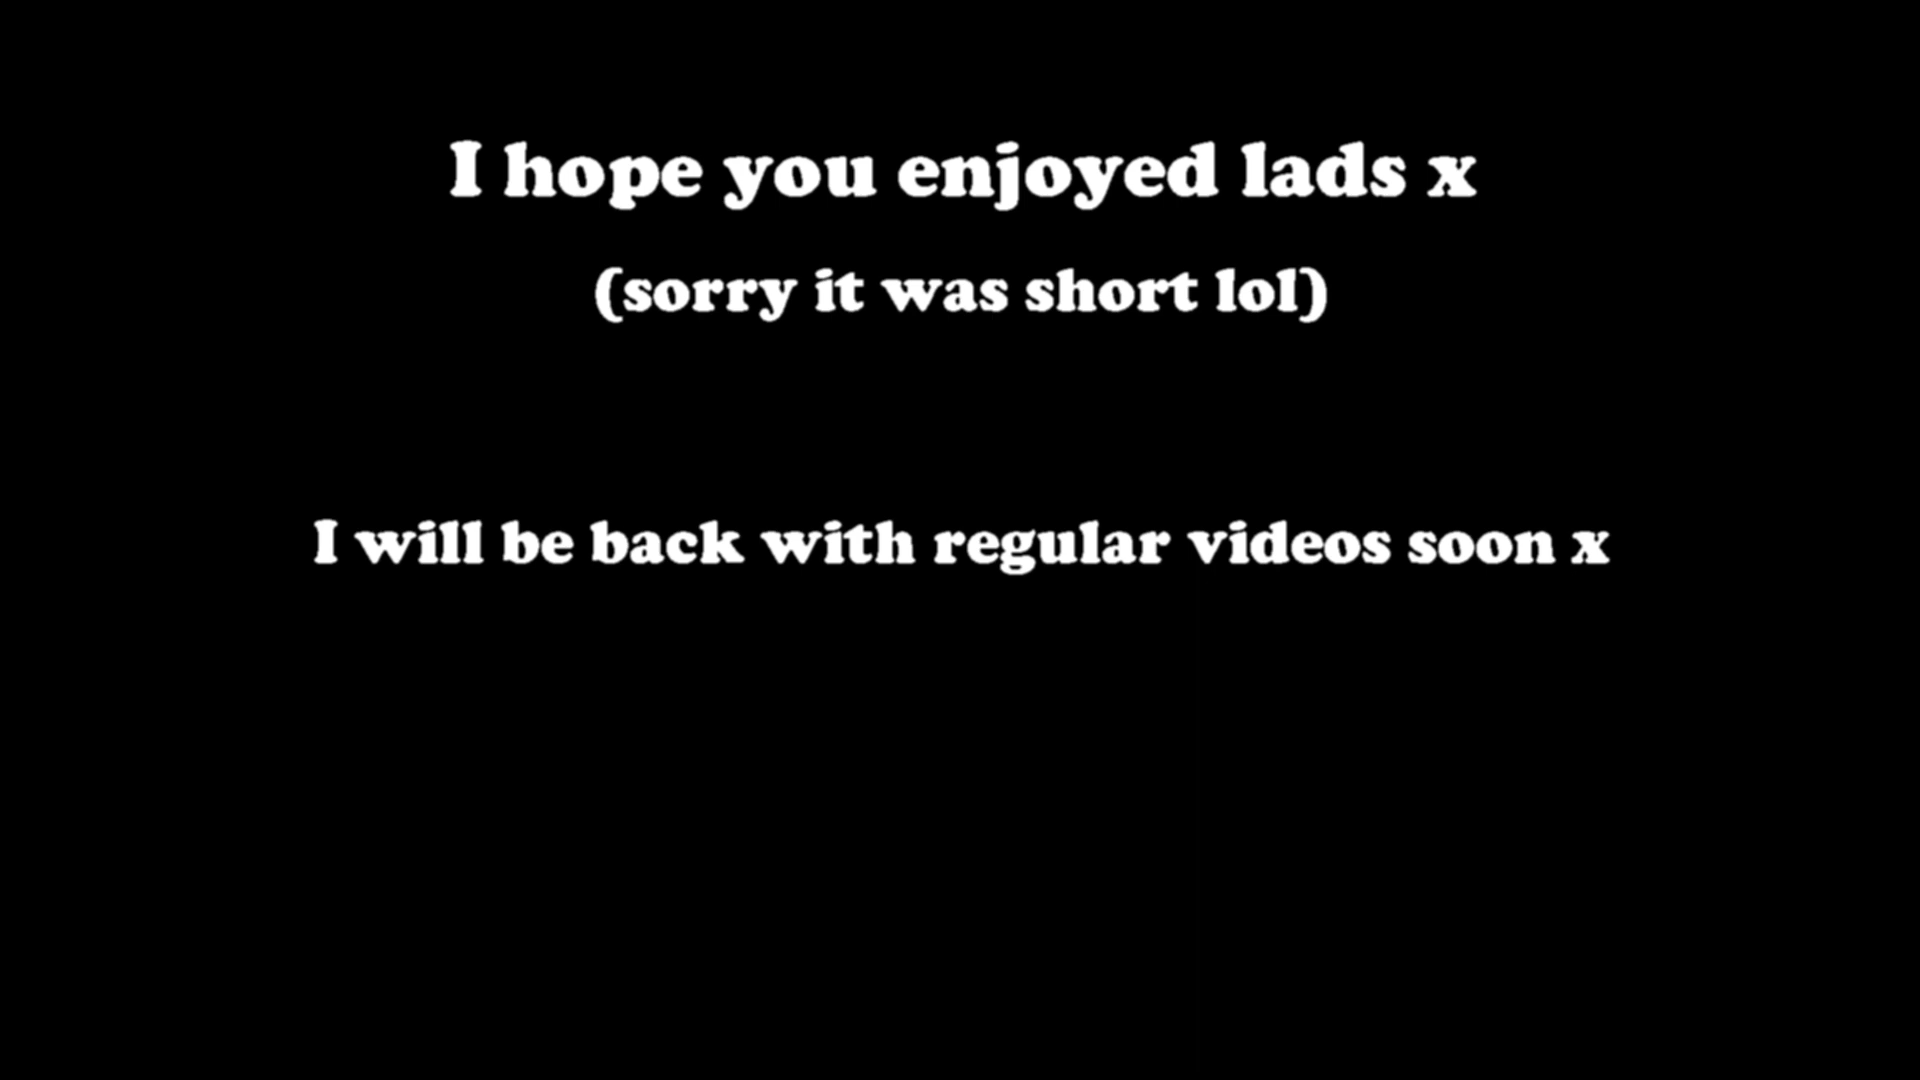 I hope you enjoyed lads x
(sorry it was short lol)
I will be back with regular videos soon x